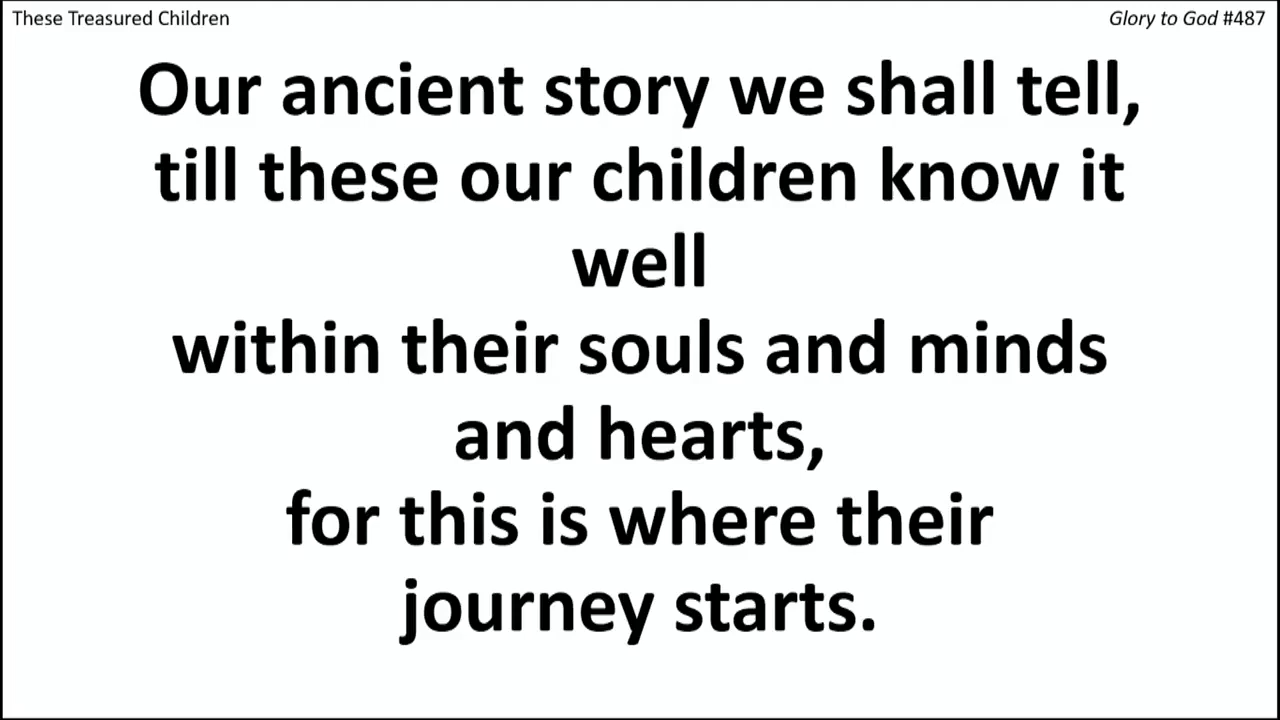 These Treasured Children
Glory to God #487
Our ancient story we shall tell,
till these our children know it
well
within their souls and minds
and hearts,
for this is where their
journey starts.